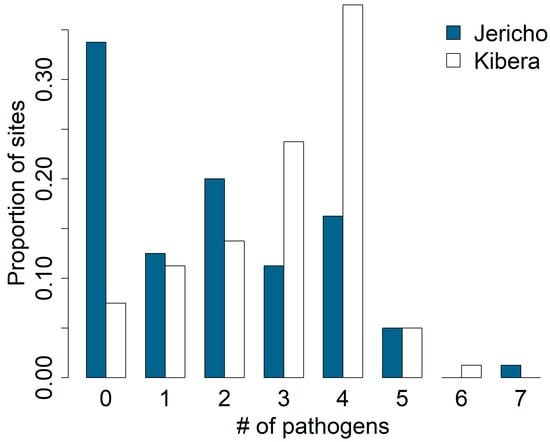 Jericho
Kibera
Proportion of sites
0.30
0.20
0.10
0.00
0 1 2 3 4 5 6 7
# of pathogens